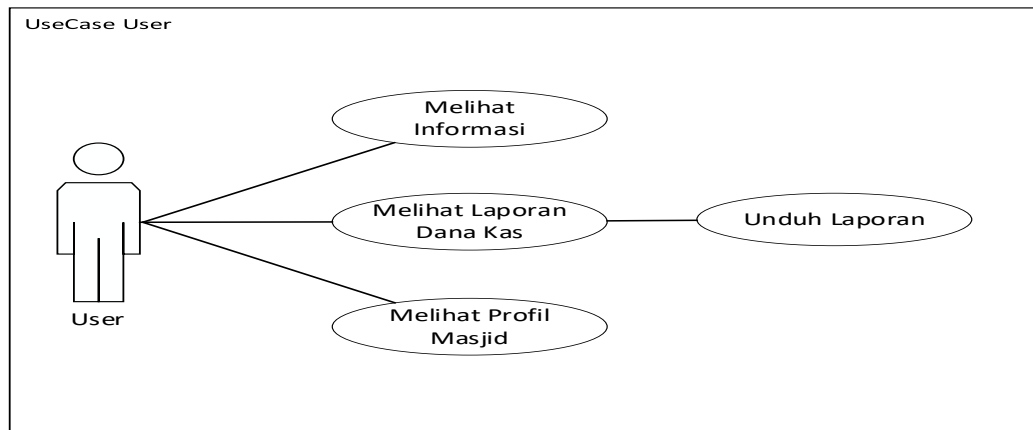 UseCase User
Melihat
Informasi
Melihat Laporan
Dana Kas
Unduh Laporan
Melihat Profil
Masjid
User